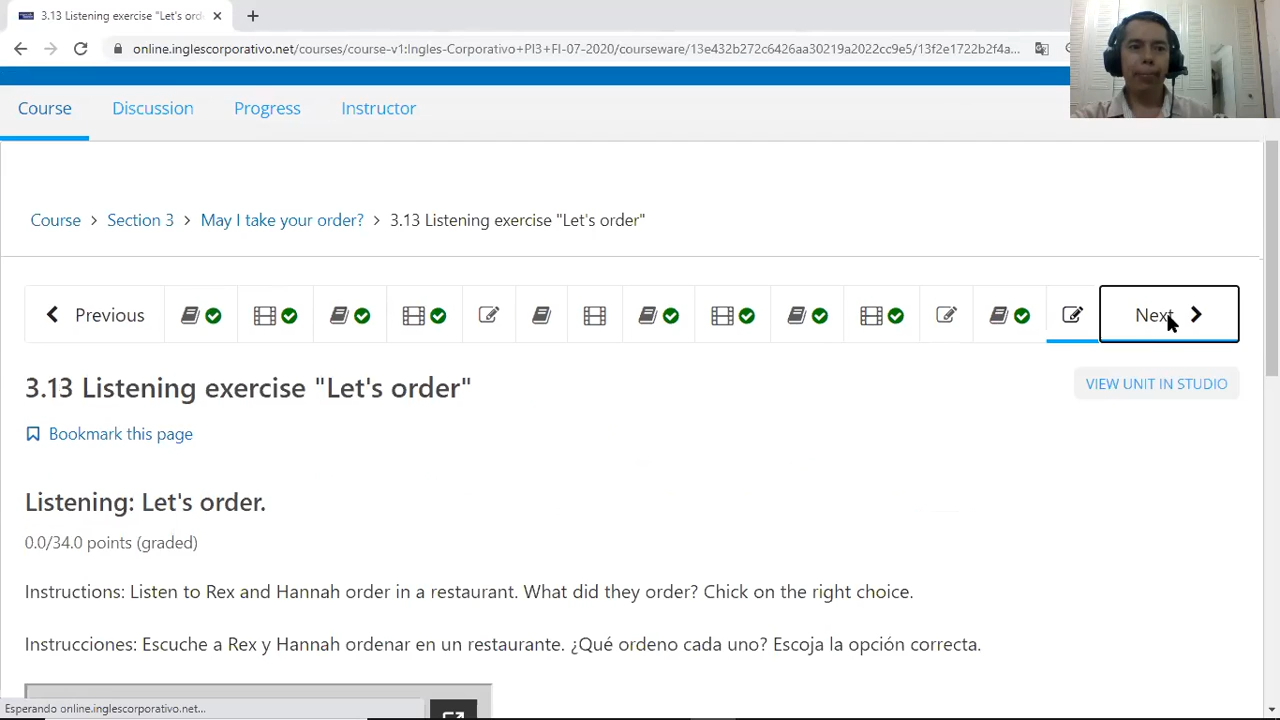 3.13 Listening exercise "Let's ord
online.inglescorporativo.net/courses/course-v1:Ingles-Corporativo+PI3+FI-07-2020/courseware/13e432b272c6426aa30219a2022cc9e5/13f2e1722b2f4a...
Course Discussion Progress Instructor
Course > Section 3 > May I take your order? > 3.13 Listening exercise "Let's order"
Previous Next
3.13 Listening exercise "Let's order"
VIEW UNIT IN STUDIO
Bookmark this page
Listening: Let's order.
0.0/34.0 points (graded)
Instructions: Listen to Rex and Hannah order in a restaurant. What did they order? Chick on the right choice.
Instrucciones: Escuche a Rex y Hannah ordenar en un restaurante. ¿Qué ordeno cada uno? Escoja la opción correcta.
Esperando online.inglescorporativo.net...